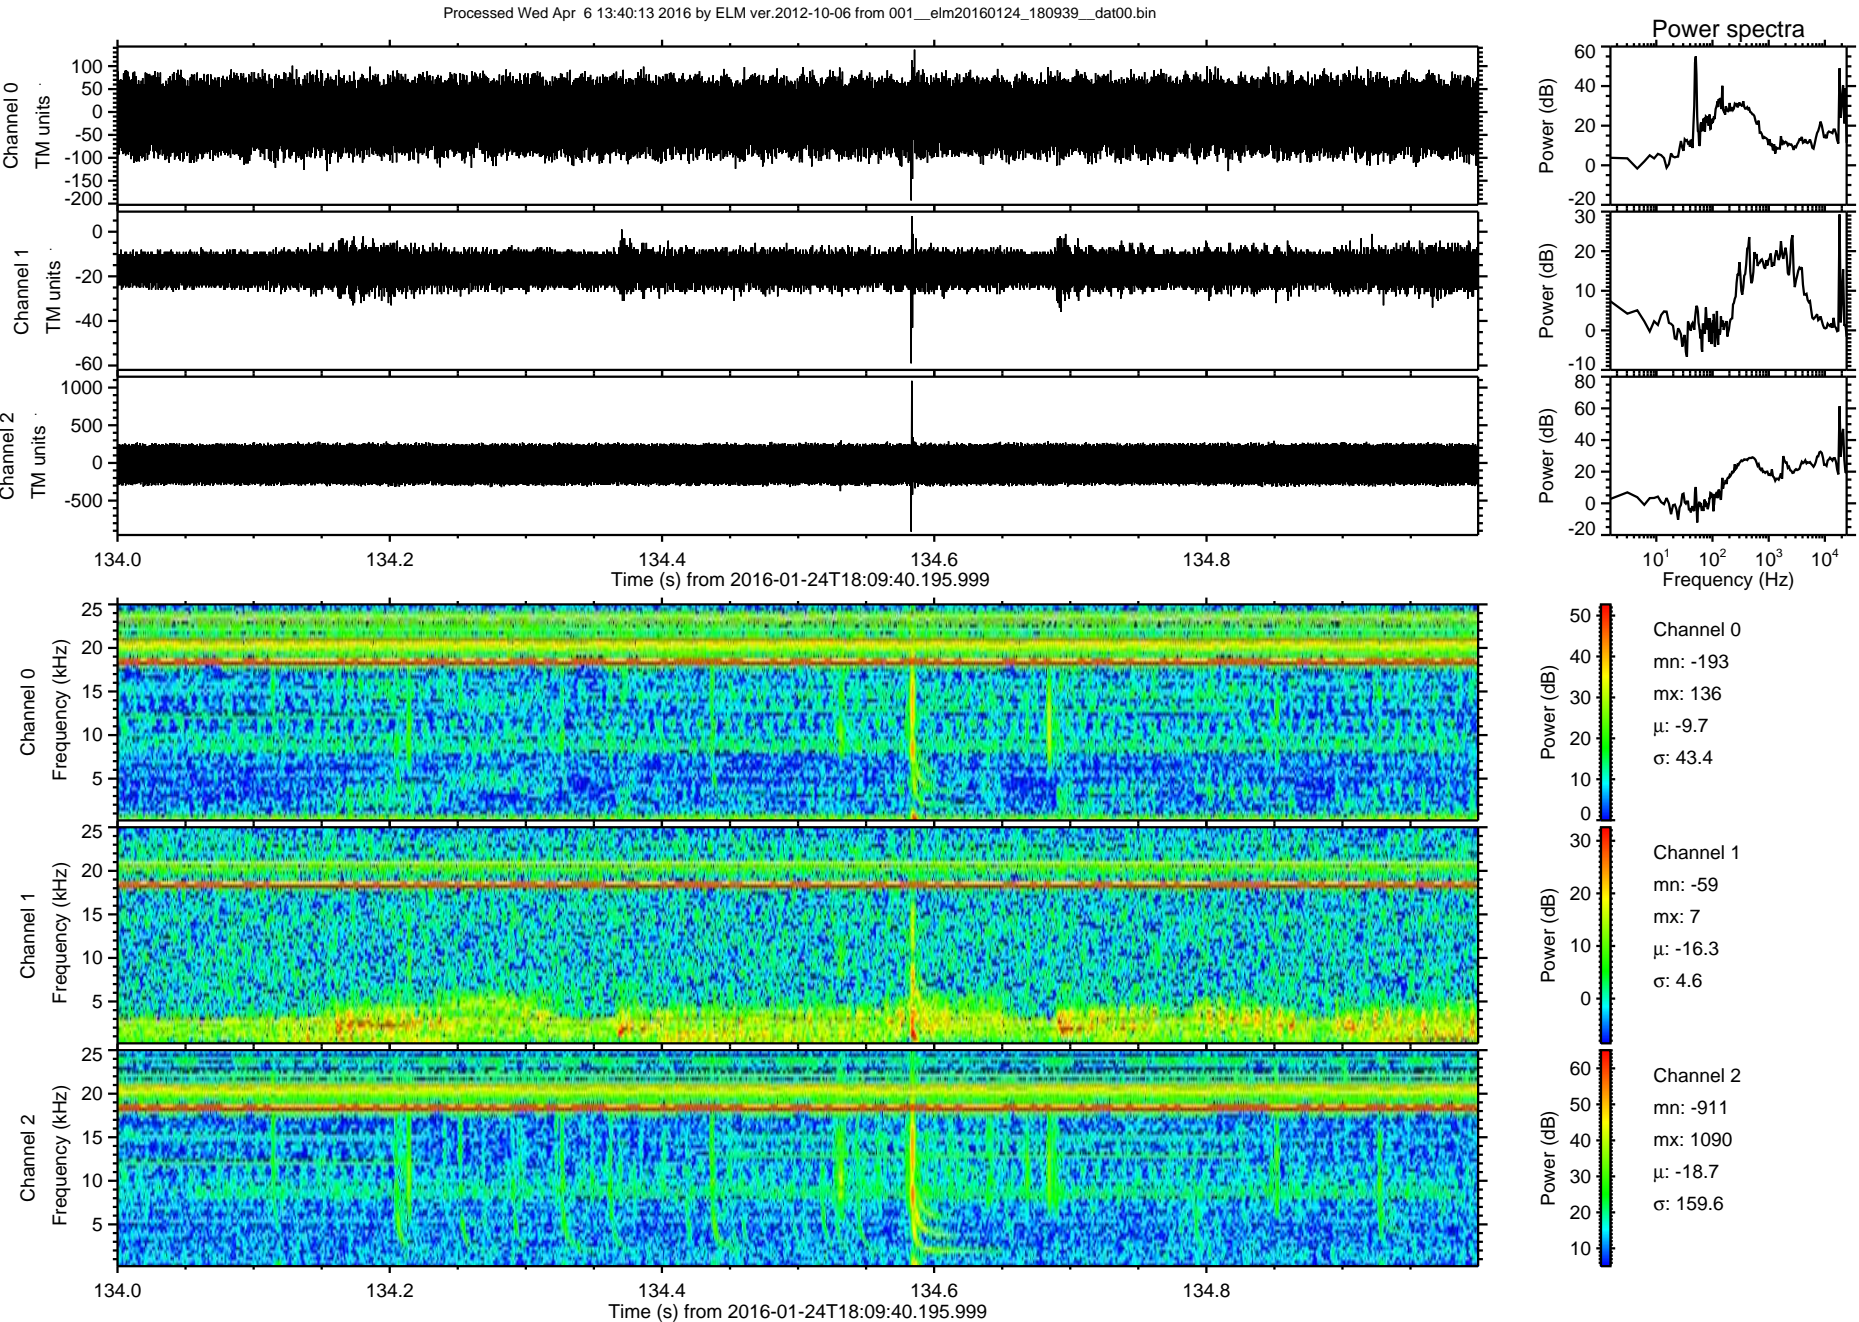 Processed Wed Apr  6 13:40:13 2016 by ELM ver.2012-10-06 from 001__elm20160124_180939__dat00.bin
Power spectra
Channel 0
TM units
100
50
0
-50
-100
-150
-200
Power (dB)
60
40
20
0
-20
Channel 1
TM units
0
-20
-40
-60
Power (dB)
30
20
10
0
-10
Channel 2
TM units
1000
500
0
-500
Power (dB)
80
60
40
20
0
-20
134.0 134.2 134.4 134.6 134.8
Time (s) from 2016-01-24T18:09:40.195.999
10^1 10^2 10^3 10^4
Frequency (Hz)
Channel 0
Frequency (kHz)
25
20
15
10
5
Power (dB)
50
40
30
20
10
0
Channel 0
mn: -193
mx: 136
μ: -9.7
σ: 43.4
Channel 1
Frequency (kHz)
25
20
15
10
5
Power (dB)
30
20
10
0
Channel 1
mn: -59
mx: 7
μ: -16.3
σ: 4.6
Channel 2
Frequency (kHz)
25
20
15
10
5
Power (dB)
60
50
40
30
20
10
Channel 2
mn: -911
mx: 1090
μ: -18.7
σ: 159.6
134.0 134.2 134.4 134.6 134.8
Time (s) from 2016-01-24T18:09:40.195.999